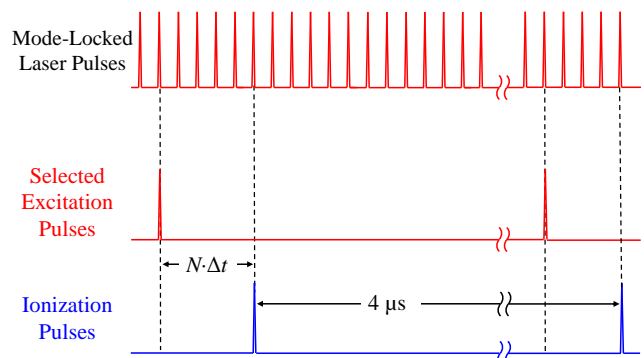 Mode-Locked
Laser Pulses
Selected
Excitation
Pulses
N·Δt
Ionization
Pulses
4 μs